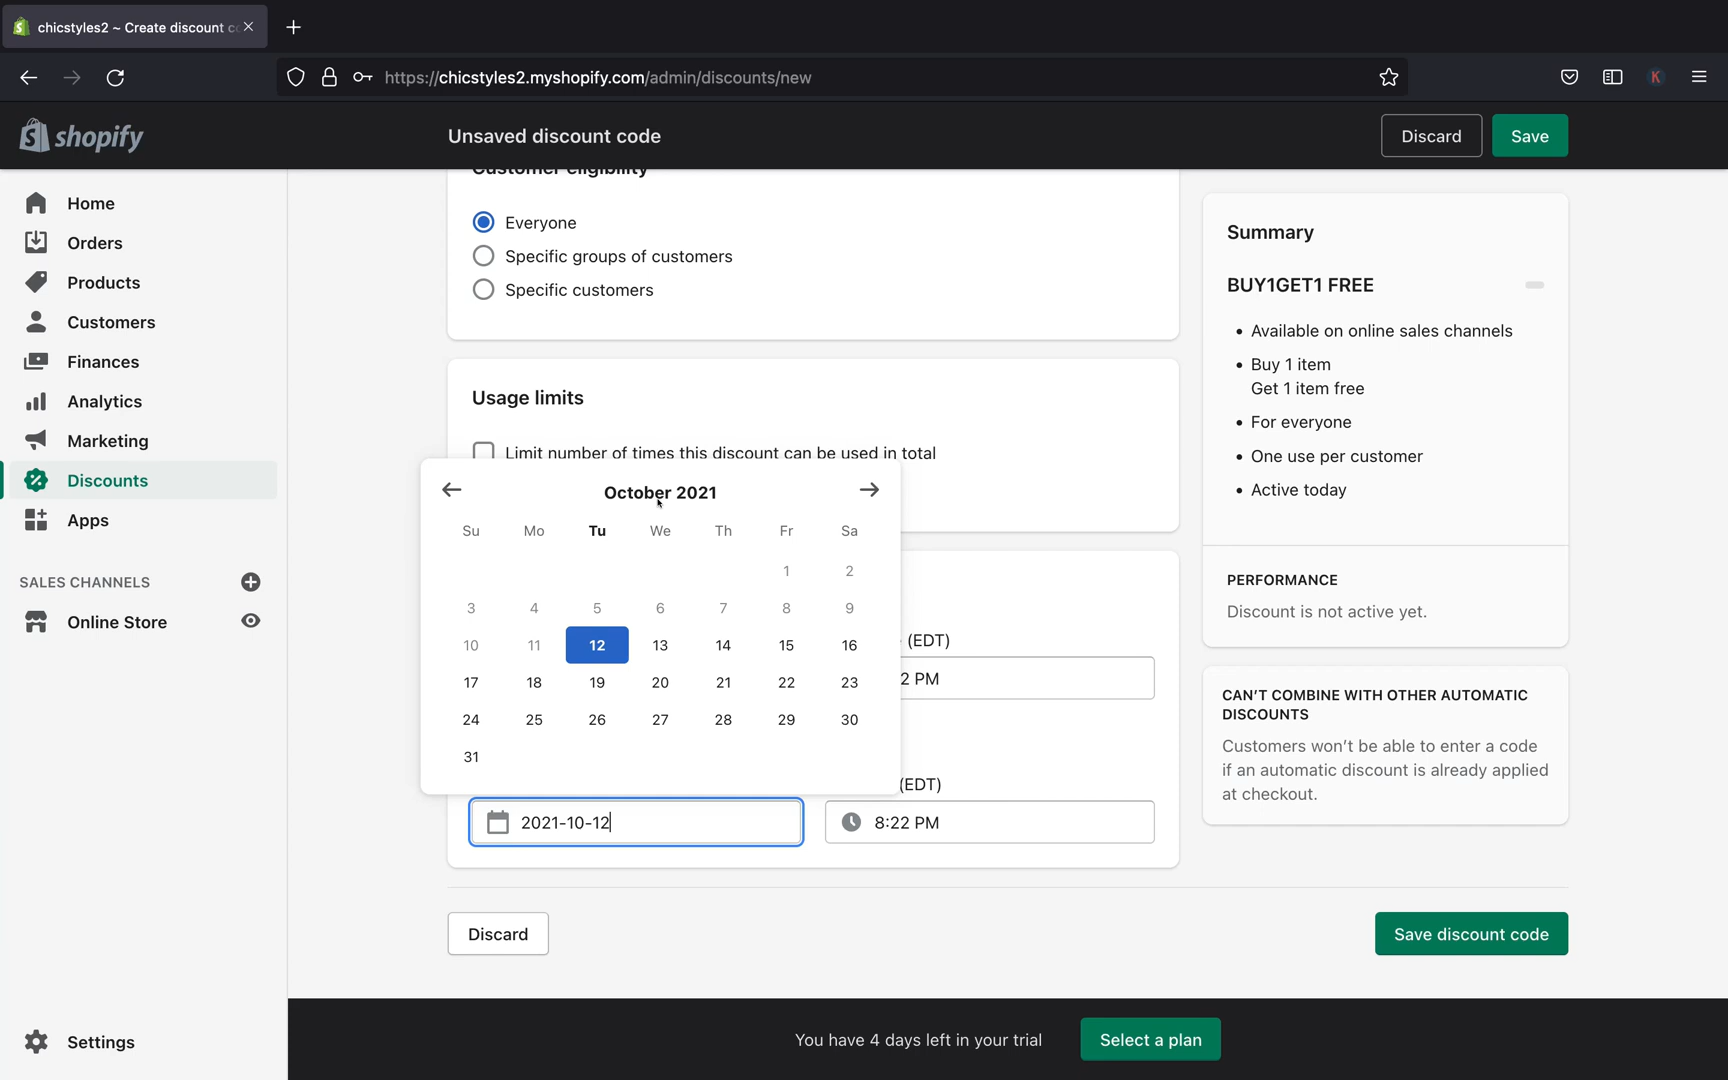 chicstyles2 ~ Create discount c
https://chicstyles2.myshopify.com/admin/discounts/new
K
shopify
Unsaved discount code
Discard
Save
Home
Orders
Products
Customers
Finances
Analytics
Marketing
Discounts
Apps
SALES CHANNELS
Online Store
Settings
Customer eligibility
Everyone
Specific groups of customers
Specific customers
Usage limits
Limit number of times this discount can be used in total
October 2021
Su Mo Tu We Th Fr Sa
1 2
3 4 5 6 7 8 9
10 11 12 13 14 15 16
17 18 19 20 21 22 23
24 25 26 27 28 29 30
31
(EDT)
2 PM
(EDT)
2021-10-12
8:22 PM
Discard
Save discount code
Summary
BUY1GET1 FREE
• Available on online sales channels
• Buy 1 item
Get 1 item free
• For everyone
• One use per customer
• Active today
PERFORMANCE
Discount is not active yet.
CAN'T COMBINE WITH OTHER AUTOMATIC
DISCOUNTS
Customers won't be able to enter a code
if an automatic discount is already applied
at checkout.
You have 4 days left in your trial
Select a plan